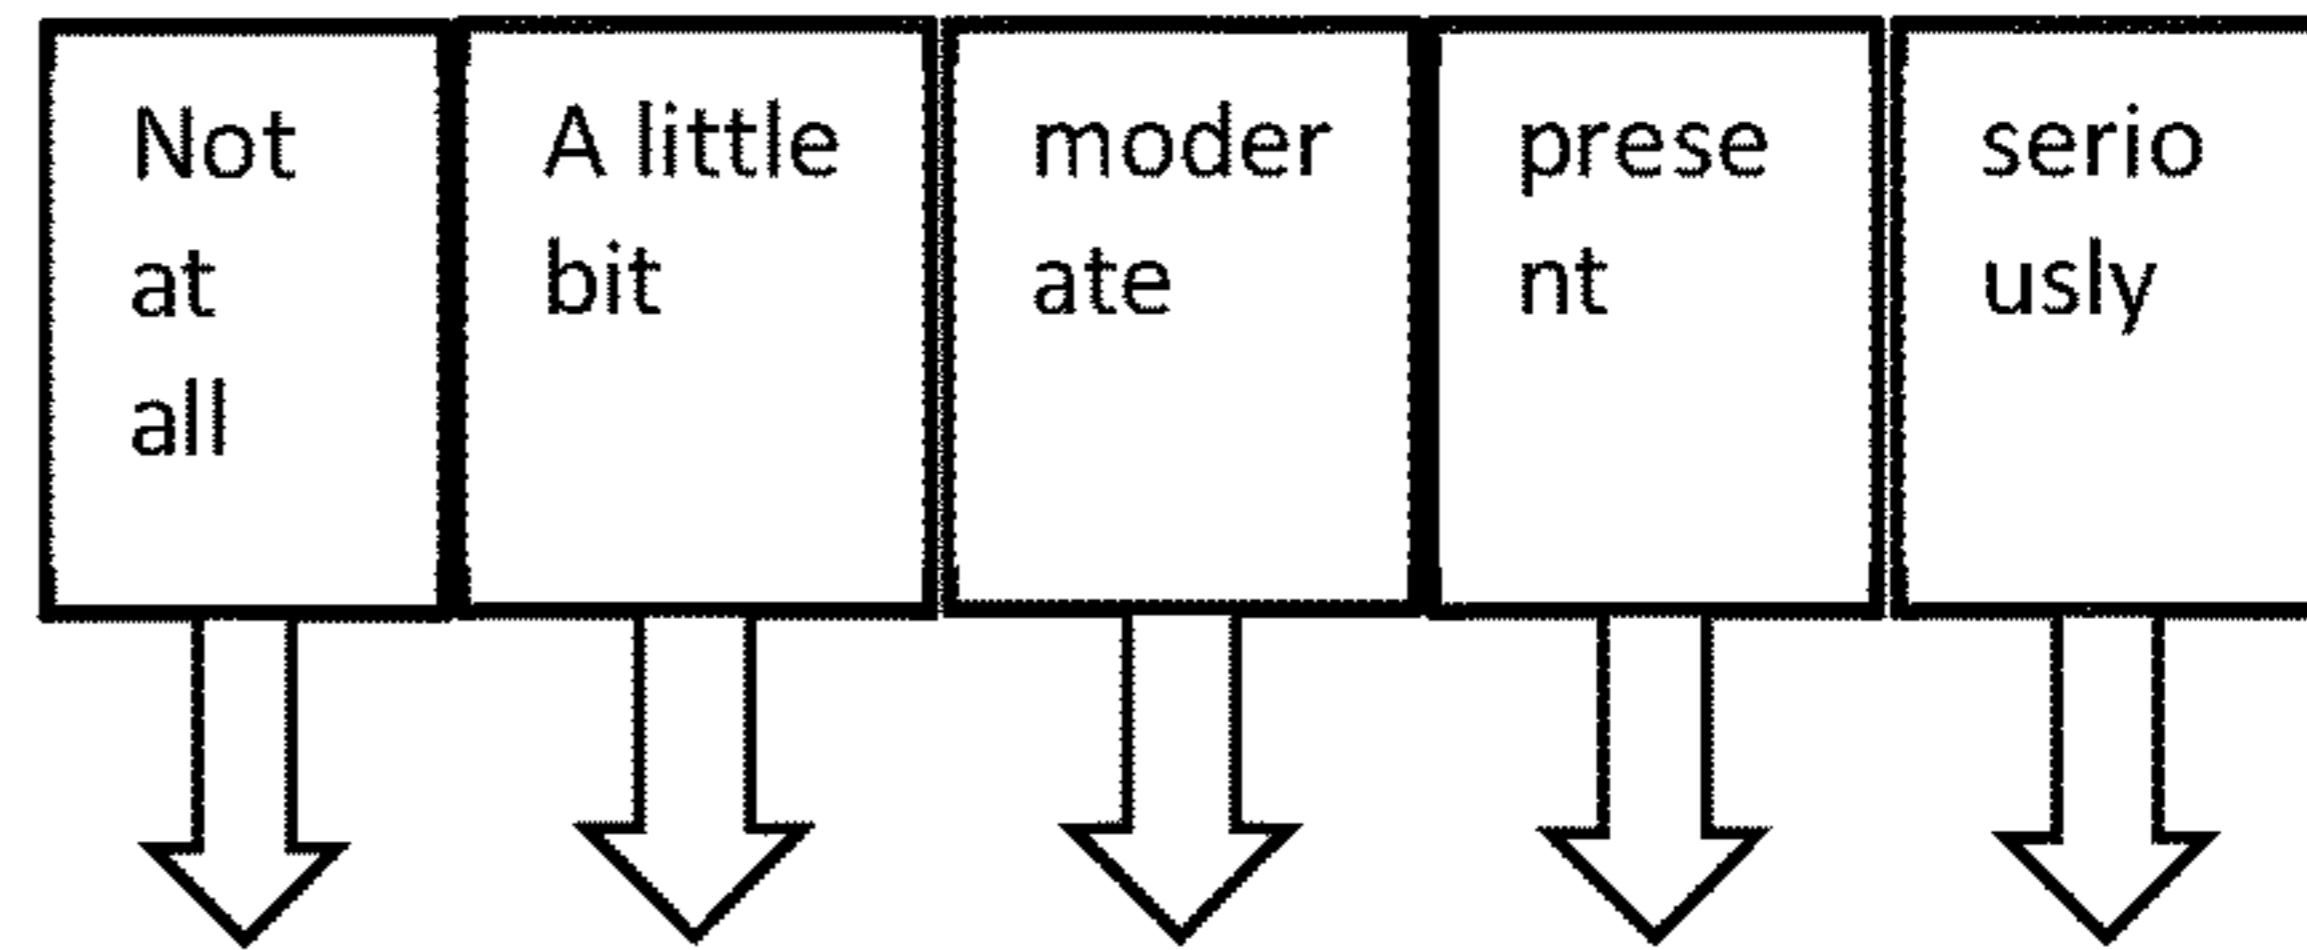 Not
at
all
A little
bit
moder
ate
prese
nt
serio
usly